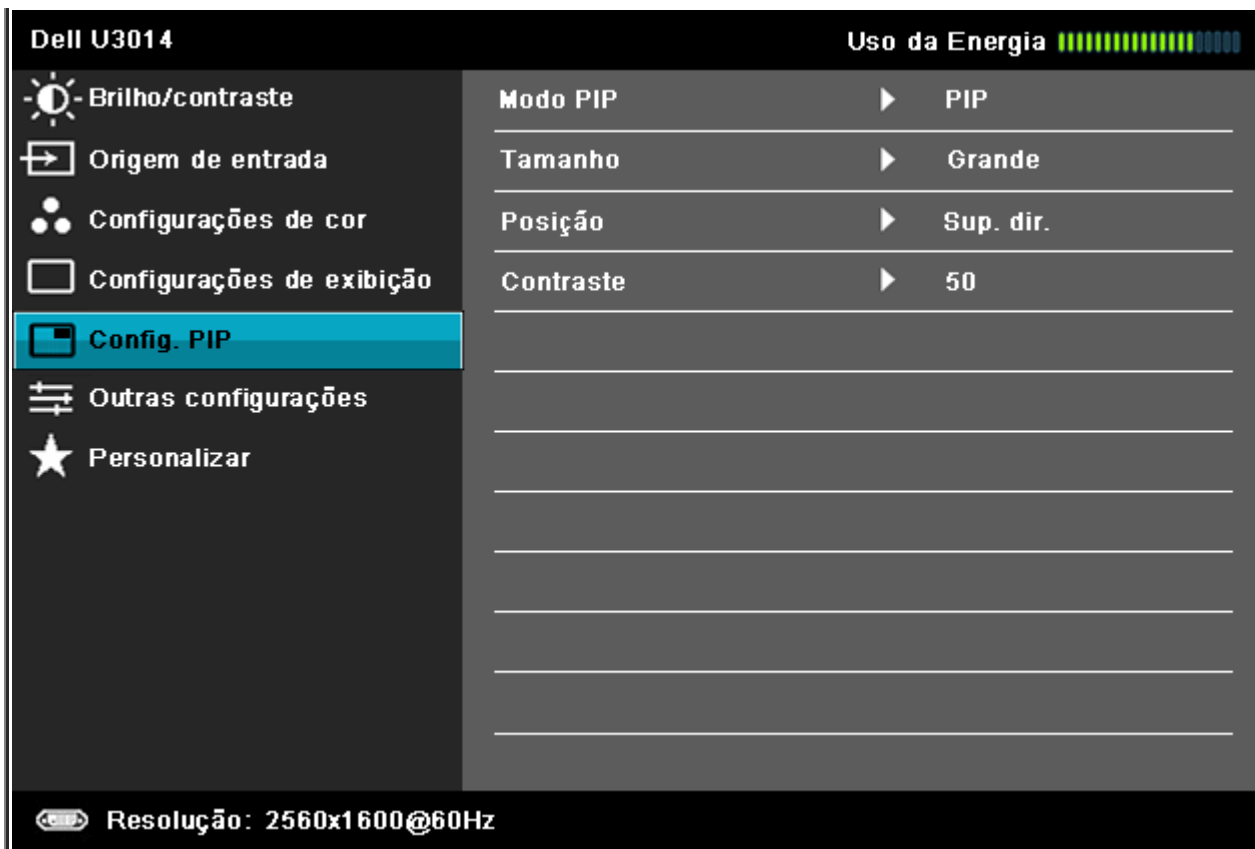 Dell U3014
Uso da Energia
Brilho/contraste
Origem de entrada
Configurações de cor
Configurações de exibição
Config. PIP
Outras configurações
Personalizar
Modo PIP PIP
Tamanho Grande
Posição Sup. dir.
Contraste 50
Resolução: 2560x1600@60Hz